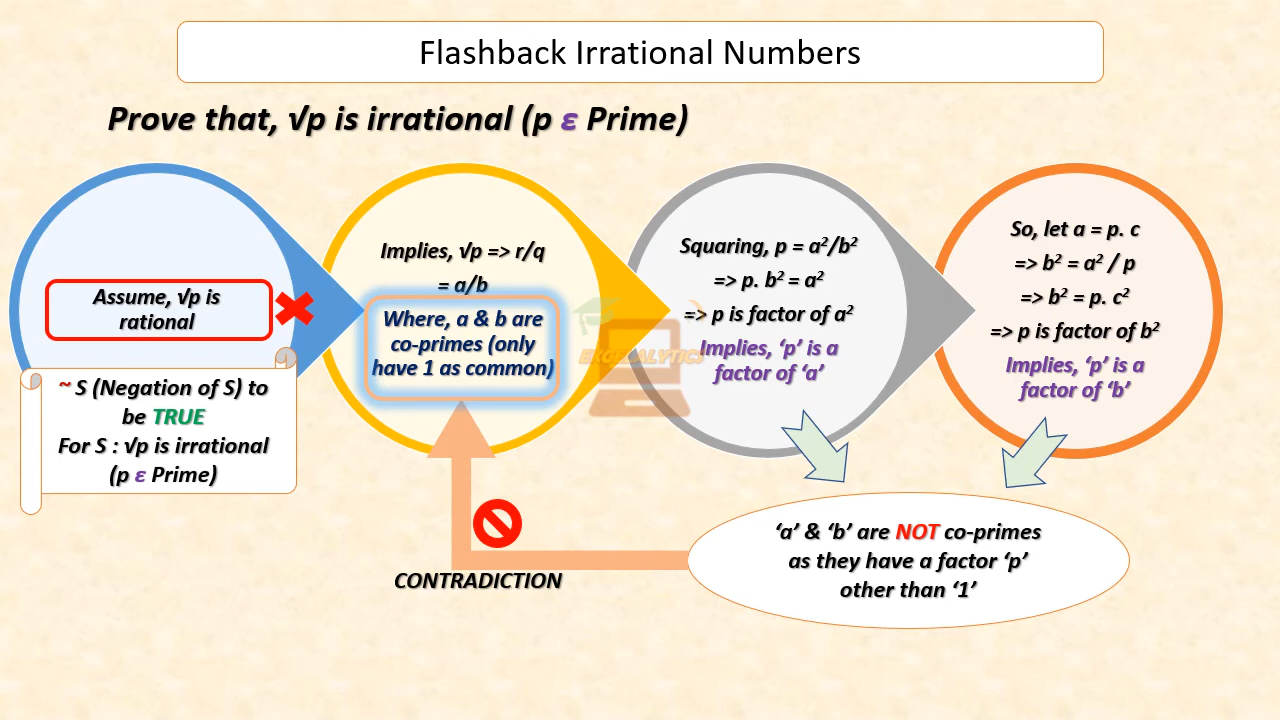 Flashback Irrational Numbers
Prove that, √p is irrational (p ε Prime)
Assume, √p is
rational
~ S (Negation of S) to
be TRUE
For S : √p is irrational
(p ε Prime)
Implies, √p => r/q
= a/b
Where, a & b are
co-primes (only
have 1 as common)
Squaring, p = a²/b²
=> p. b² = a²
=> p is factor of a²
Implies, ‘p’ is a
factor of ‘a’
So, let a = p. c
=> b² = a² / p
=> b² = p. c²
=> p is factor of b²
Implies, ‘p’ is a
factor of ‘b’
EXCELALYTICS
‘a’ & ‘b’ are NOT co-primes
as they have a factor ‘p’
other than ‘1’
CONTRADICTION